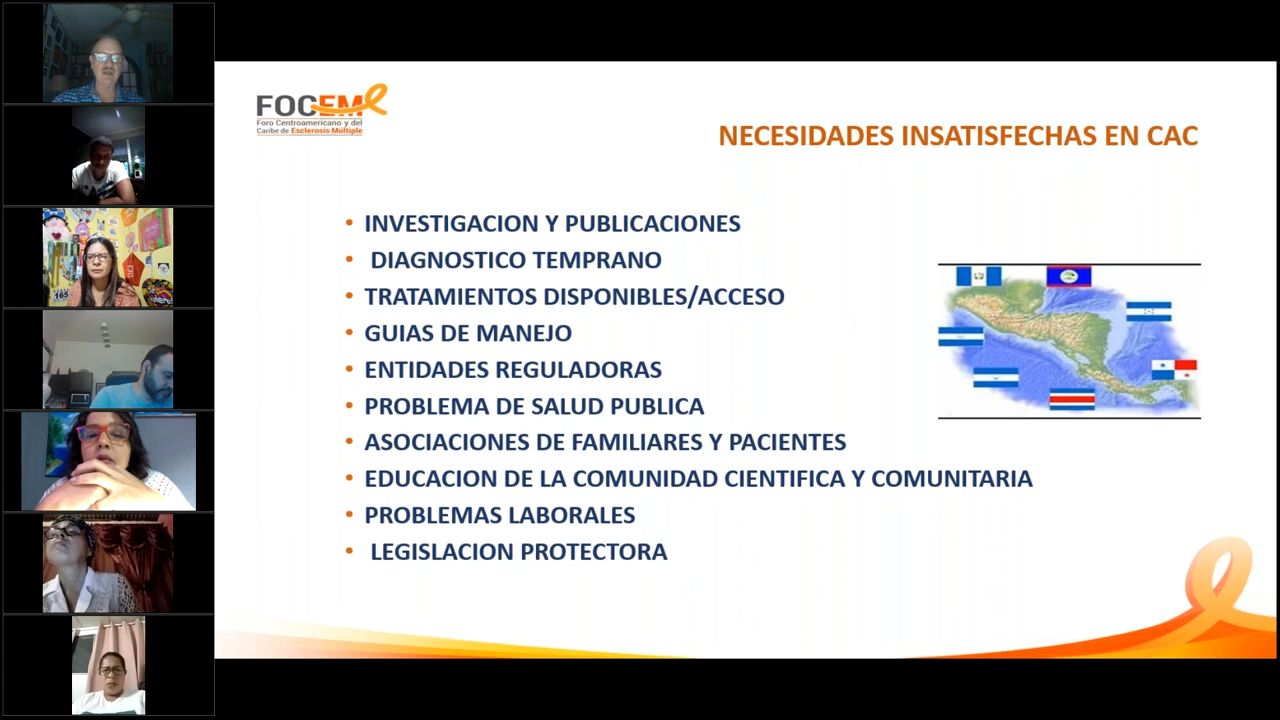 FOCEM
Foro Centroamericano y del
Caribe de Esclerosis Múltiple
NECESIDADES INSATISFECHAS EN CAC
• INVESTIGACION Y PUBLICACIONES
• DIAGNOSTICO TEMPRANO
• TRATAMIENTOS DISPONIBLES/ACCESO
• GUIAS DE MANEJO
• ENTIDADES REGULADORAS
• PROBLEMA DE SALUD PUBLICA
• ASOCIACIONES DE FAMILIARES Y PACIENTES
• EDUCACION DE LA COMUNIDAD CIENTIFICA Y COMUNITARIA
• PROBLEMAS LABORALES
• LEGISLACION PROTECTORA
165